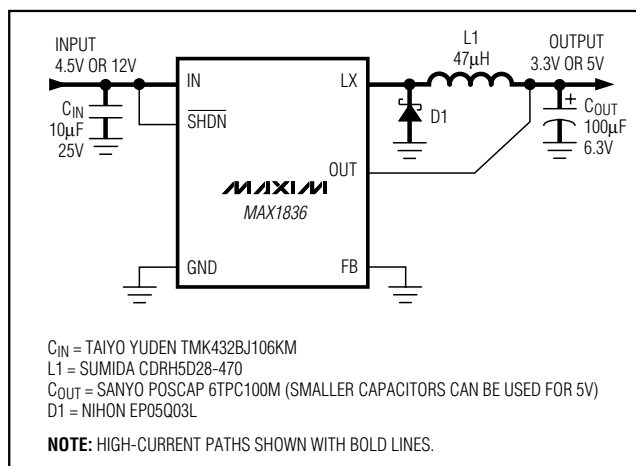 INPUT
4.5V OR 12V
CIN
10µF
25V
IN
SHDN
GND
LX
OUT
FB
MAXIM
MAX1836
D1
L1
47µH
OUTPUT
3.3V OR 5V
+
COUT
100µF
6.3V
CIN = TAIYO YUDEN TMK432BJ106KM
L1 = SUMIDA CDRH5D28-470
COUT = SANYO POSCAP 6TPC100M (SMALLER CAPACITORS CAN BE USED FOR 5V)
D1 = NIHON EP05Q03L
NOTE: HIGH-CURRENT PATHS SHOWN WITH BOLD LINES.